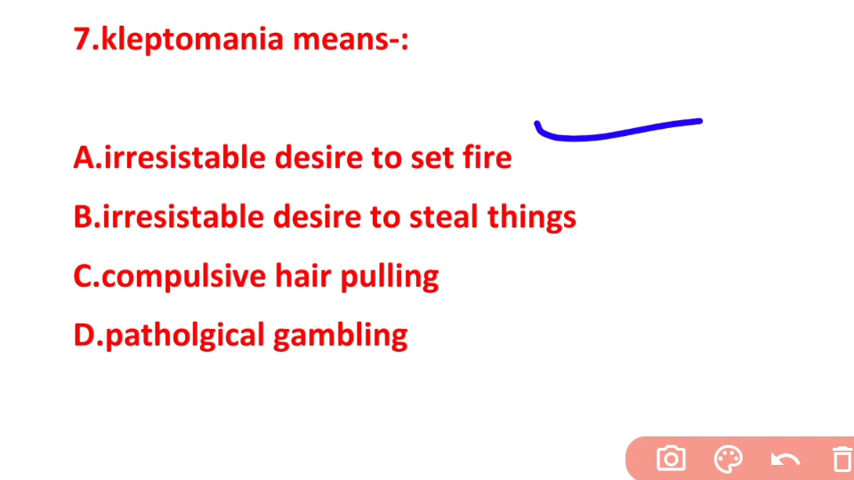 7.kleptomania means-:
A.irresistable desire to set fire
B.irresistable desire to steal things
C.compulsive hair pulling
D.patholgical gambling